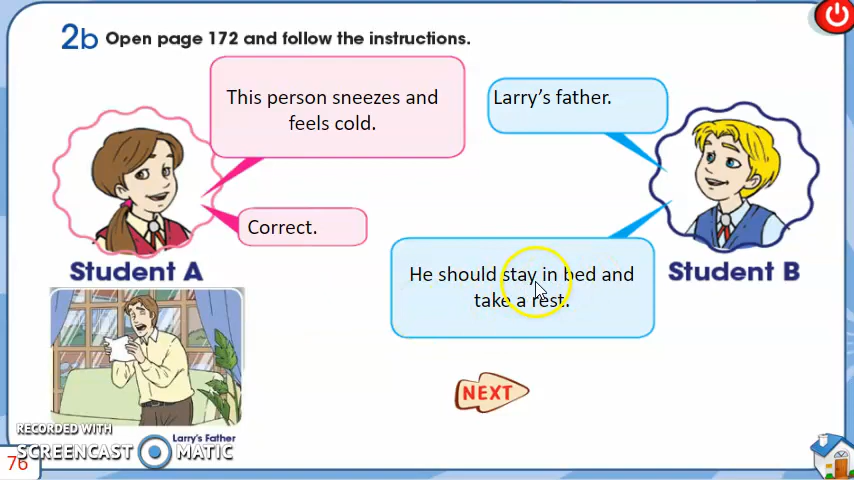 2b Open page 172 and follow the instructions.
This person sneezes and
feels cold.
Larry's father.
Correct.
He should stay in bed and
take a rest.
Student A
Student B
NEXT
Larry's Father
RECORDED WITH
SCREENCAST MATIC
76